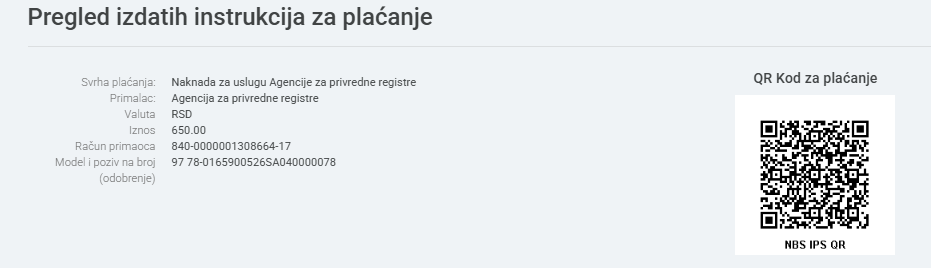 Pregled izdatih instrukcija za plaćanje
Svrha plaćanja: Naknada za uslugu Agencije za privredne registre
Primalac: Agencija za privredne registre
Valuta RSD
Iznos 650.00
Račun primaoca 840-0000001308664-17
Model i poziv na broj 97 78-0165900526SA040000078
(odobrenje)
QR Kod za plaćanje
NBS IPS QR